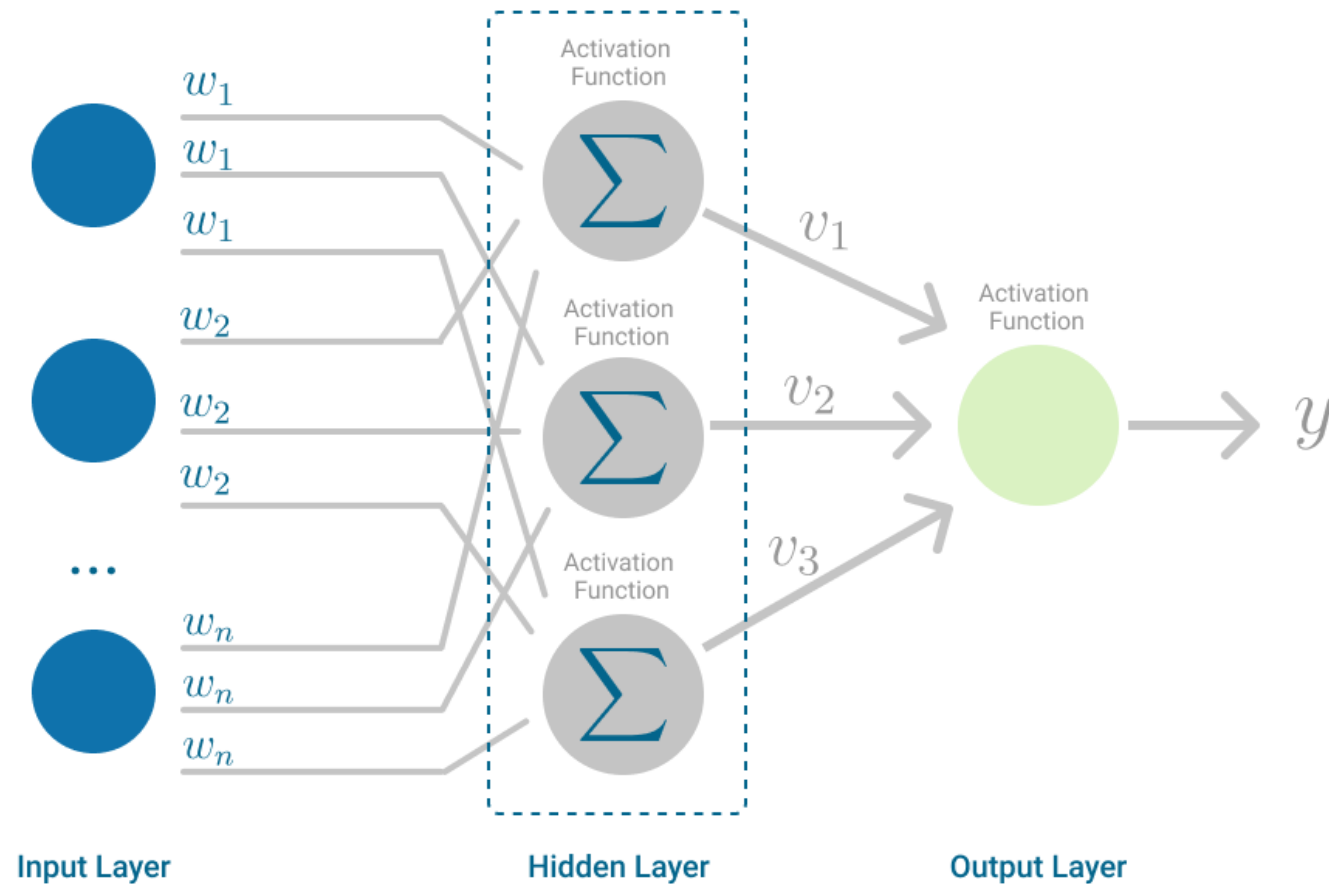 Activation
Function
w₁
w₁
w₁
Σ
v₁
w₂
w₂
w₂
Activation
Function
Σ
v₂
Activation
Function
y
...
wₙ
wₙ
wₙ
Activation
Function
Σ
v₃
Input Layer
Hidden Layer
Output Layer